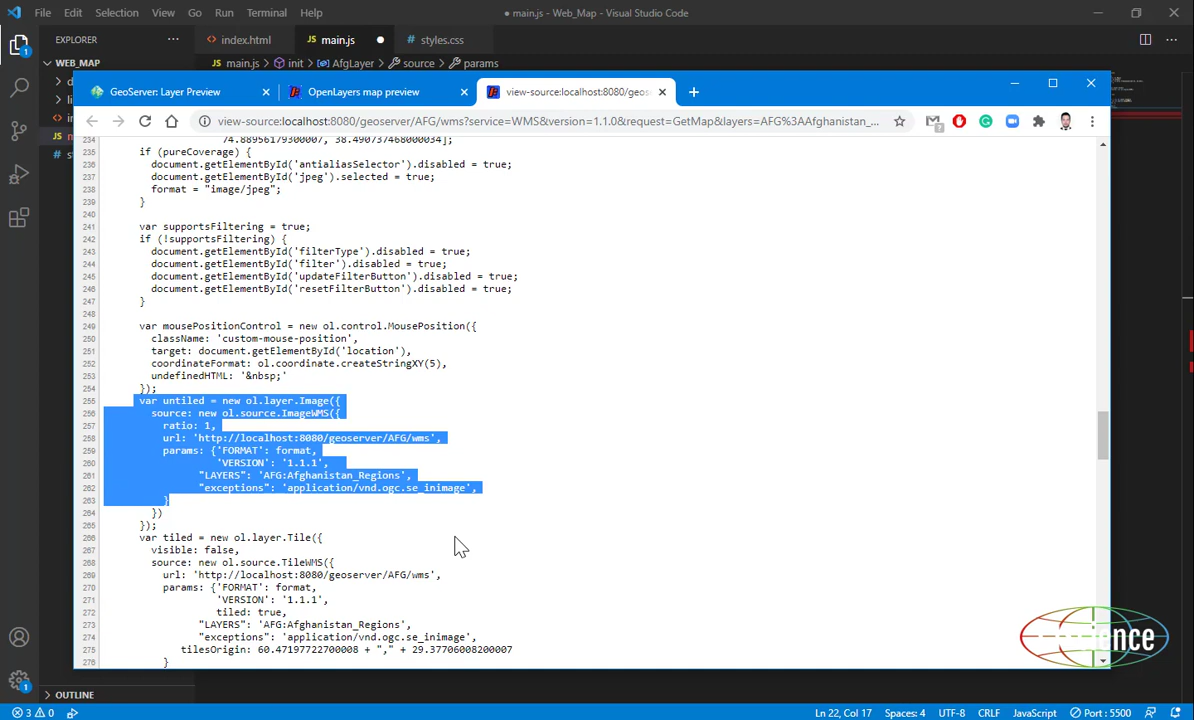 File Edit Selection View Go Run Terminal Help
● main.js - Web_Map - Visual Studio Code
EXPLORER
index.html
main.js
styles.css
WEB_MAP
main.js > init > AfgLayer > source > params
GeoServer: Layer Preview
OpenLayers map preview
view-source:localhost:8080/geos
view-source:localhost:8080/geoserver/AFG/wms?service=WMS&version=1.1.0&request=GetMap&layers=AFG%3AAfghanistan_...
234 74.88956179300007, 38.490737468000034];
235 if (pureCoverage) {
236 document.getElementById('antialiasSelector').disabled = true;
237 document.getElementById('jpeg').selected = true;
238 format = "image/jpeg";
239 }
240
241 var supportsFiltering = true;
242 if (!supportsFiltering) {
243 document.getElementById('filterType').disabled = true;
244 document.getElementById('filter').disabled = true;
245 document.getElementById('updateFilterButton').disabled = true;
246 document.getElementById('resetFilterButton').disabled = true;
247 }
248
249 var mousePositionControl = new ol.control.MousePosition({
250 className: 'custom-mouse-position',
251 target: document.getElementById('location'),
252 coordinateFormat: ol.coordinate.createStringXY(5),
253 undefinedHTML: '&nbsp;'
254 });
255 var untiled = new ol.layer.Image({
256 source: new ol.source.ImageWMS({
257 ratio: 1,
258 url: 'http://localhost:8080/geoserver/AFG/wms',
259 params: {'FORMAT': format,
260 'VERSION': '1.1.1',
261 "LAYERS": 'AFG:Afghanistan_Regions',
262 "exceptions": 'application/vnd.ogc.se_inimage',
263 }
264 })
265 });
266 var tiled = new ol.layer.Tile({
267 visible: false,
268 source: new ol.source.TileWMS({
269 url: 'http://localhost:8080/geoserver/AFG/wms',
270 params: {'FORMAT': format,
271 'VERSION': '1.1.1',
272 tiled: true,
273 "LAYERS": 'AFG:Afghanistan_Regions',
274 "exceptions": 'application/vnd.ogc.se_inimage',
275 tilesOrigin: 60.47197722700008 + "," + 29.37706008200007
276 }
OUTLINE
3 0
Ln 22, Col 17 Spaces: 4 UTF-8 CRLF JavaScript Port : 5500